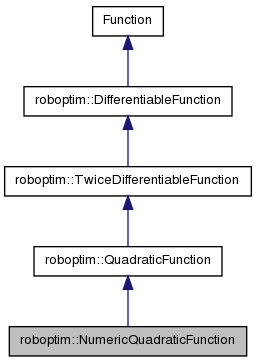 Function
roboptim::DifferentiableFunction
roboptim::TwiceDifferentiableFunction
roboptim::QuadraticFunction
roboptim::NumericQuadraticFunction